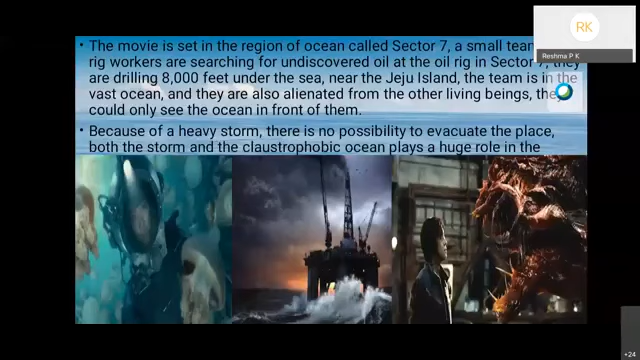 • The movie is set in the region of ocean called Sector 7, a small
rig workers are searching for undiscovered oil at the oil rig in Sector 7, they
are drilling 8,000 feet under the sea, near the Jeju Island, the team is in the
vast ocean, and they are also alienated from the other living beings,
could only see the ocean in front of them.
• Because of a heavy storm, there is no possibility to evacuate the place,
both the storm and the claustrophobic ocean plays a huge role in the
RK
Reshma P K
RK
+24